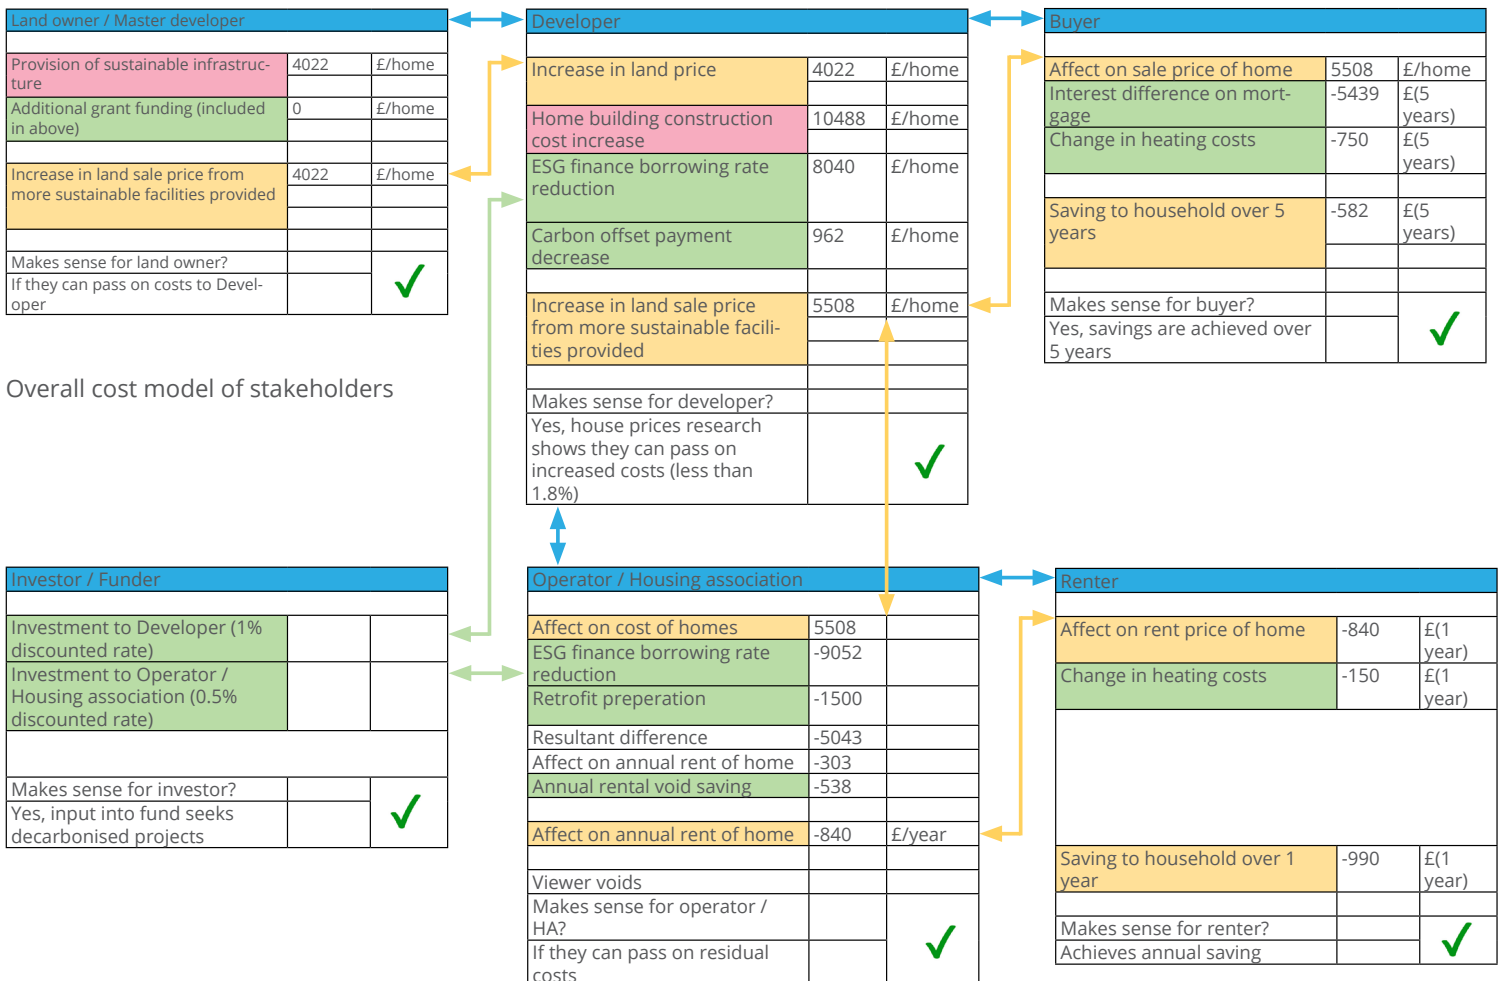 Land owner / Master developer
Provision of sustainable infrastruc- 4022 £/home
ture
Additional grant funding (included 0 £/home
in above)
Increase in land sale price from 4022 £/home
more sustainable facilities provided
Makes sense for land owner?
If they can pass on costs to Devel-
oper
Developer
Increase in land price 4022 £/home
Home building construction 10488 £/home
cost increase
ESG finance borrowing rate 8040 £/home
reduction
Carbon offset payment 962 £/home
decrease
Increase in land sale price 5508 £/home
from more sustainable facili-
ties provided
Makes sense for developer?
Yes, house prices research
shows they can pass on
increased costs (less than
1.8%)
Buyer
Affect on sale price of home 5508 £/home
Interest difference on mort- -5439 £(5
gage years)
Change in heating costs -750 £(5
years)
Saving to household over 5 -582 £(5
years years)
Makes sense for buyer?
Yes, savings are achieved over
5 years
Overall cost model of stakeholders
Investor / Funder
Investment to Developer (1%
discounted rate)
Investment to Operator /
Housing association (0.5%
discounted rate)
Makes sense for investor?
Yes, input into fund seeks
decarbonised projects
Operator / Housing association
Affect on cost of homes 5508
ESG finance borrowing rate -9052
reduction
Retrofit preperation -1500
Resultant difference -5043
Affect on annual rent of home -303
Annual rental void saving -538
Affect on annual rent of home -840 £/year
Viewer voids
Makes sense for operator /
HA?
If they can pass on residual
costs
Renter
Affect on rent price of home -840 £(1
year)
Change in heating costs -150 £(1
year)
Saving to household over 1 -990 £(1
year year)
Makes sense for renter?
Achieves annual saving